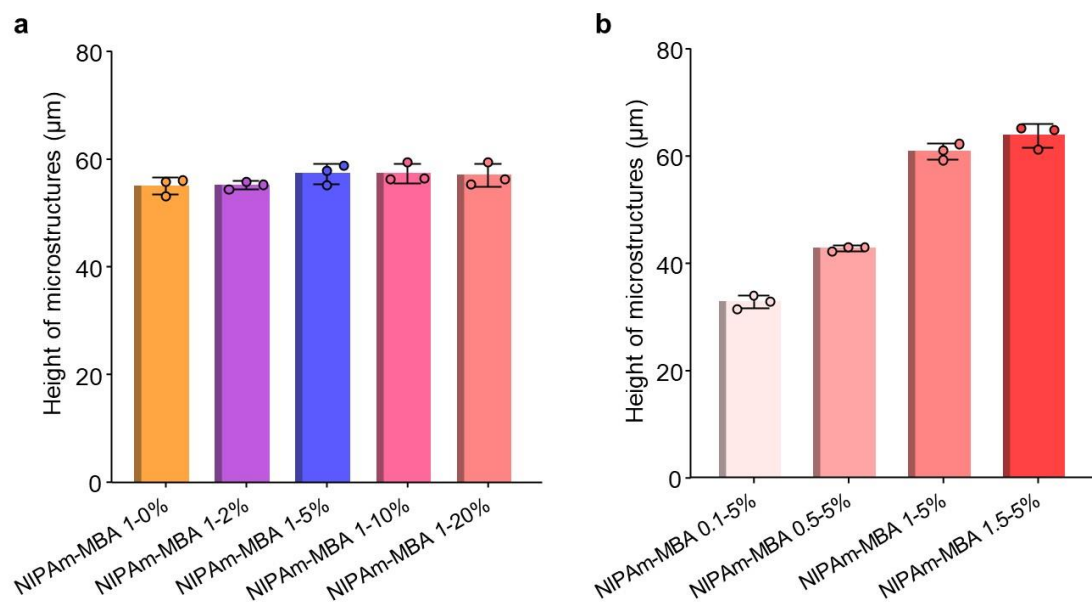 a
80
60
40
20
0
Height of microstructures (µm)
NIPAm-MBA 1-0%
NIPAm-MBA 1-2%
NIPAm-MBA 1-5%
NIPAm-MBA 1-10%
NIPAm-MBA 1-20%
b
80
60
40
20
0
Height of microstructures (µm)
NIPAm-MBA 0.1-5%
NIPAm-MBA 0.5-5%
NIPAm-MBA 1-5%
NIPAm-MBA 1.5-5%